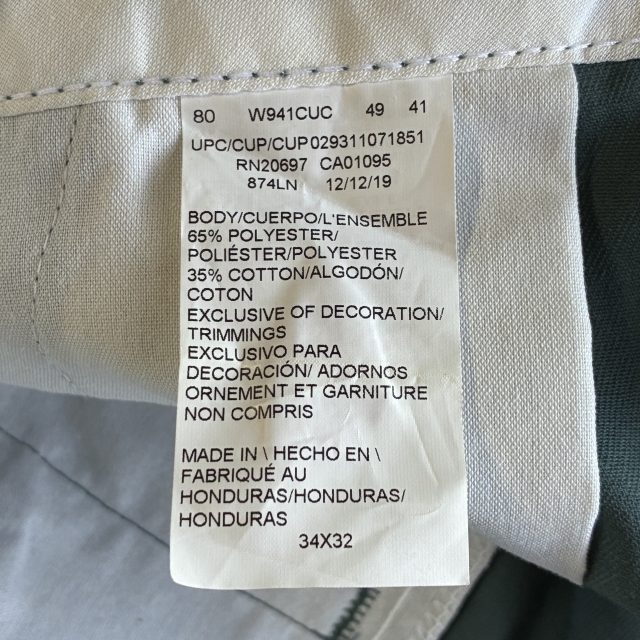 80 W941CUC 49 41
UPC/CUP/CUP029311071851
RN20697 CA01095
874LN 12/12/19
BODY/CUERPO/L'ENSEMBLE
65% POLYESTER/
POLIÉSTER/POLYESTER
35% COTTON/ALGODÓN/
COTON
EXCLUSIVE OF DECORATION/
TRIMMINGS
EXCLUSIVO PARA
DECORACIÓN/ ADORNOS
ORNEMENT ET GARNITURE
NON COMPRIS
MADE IN \ HECHO EN \
FABRIQUÉ AU
HONDURAS/HONDURAS/
HONDURAS
34X32